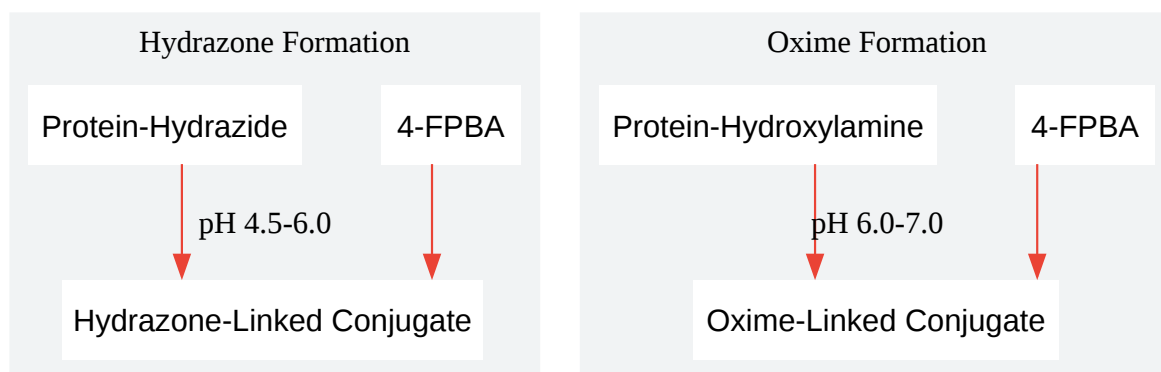 Hydrazone Formation
Protein-Hydrazide
4-FPBA
pH 4.5-6.0
Hydrazone-Linked Conjugate
Oxime Formation
Protein-Hydroxylamine
4-FPBA
pH 6.0-7.0
Oxime-Linked Conjugate